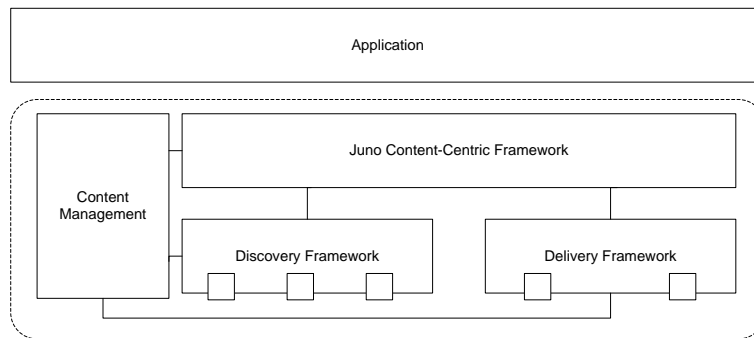 Application
Juno Content-Centric Framework
Content
Management
Discovery Framework
Delivery Framework